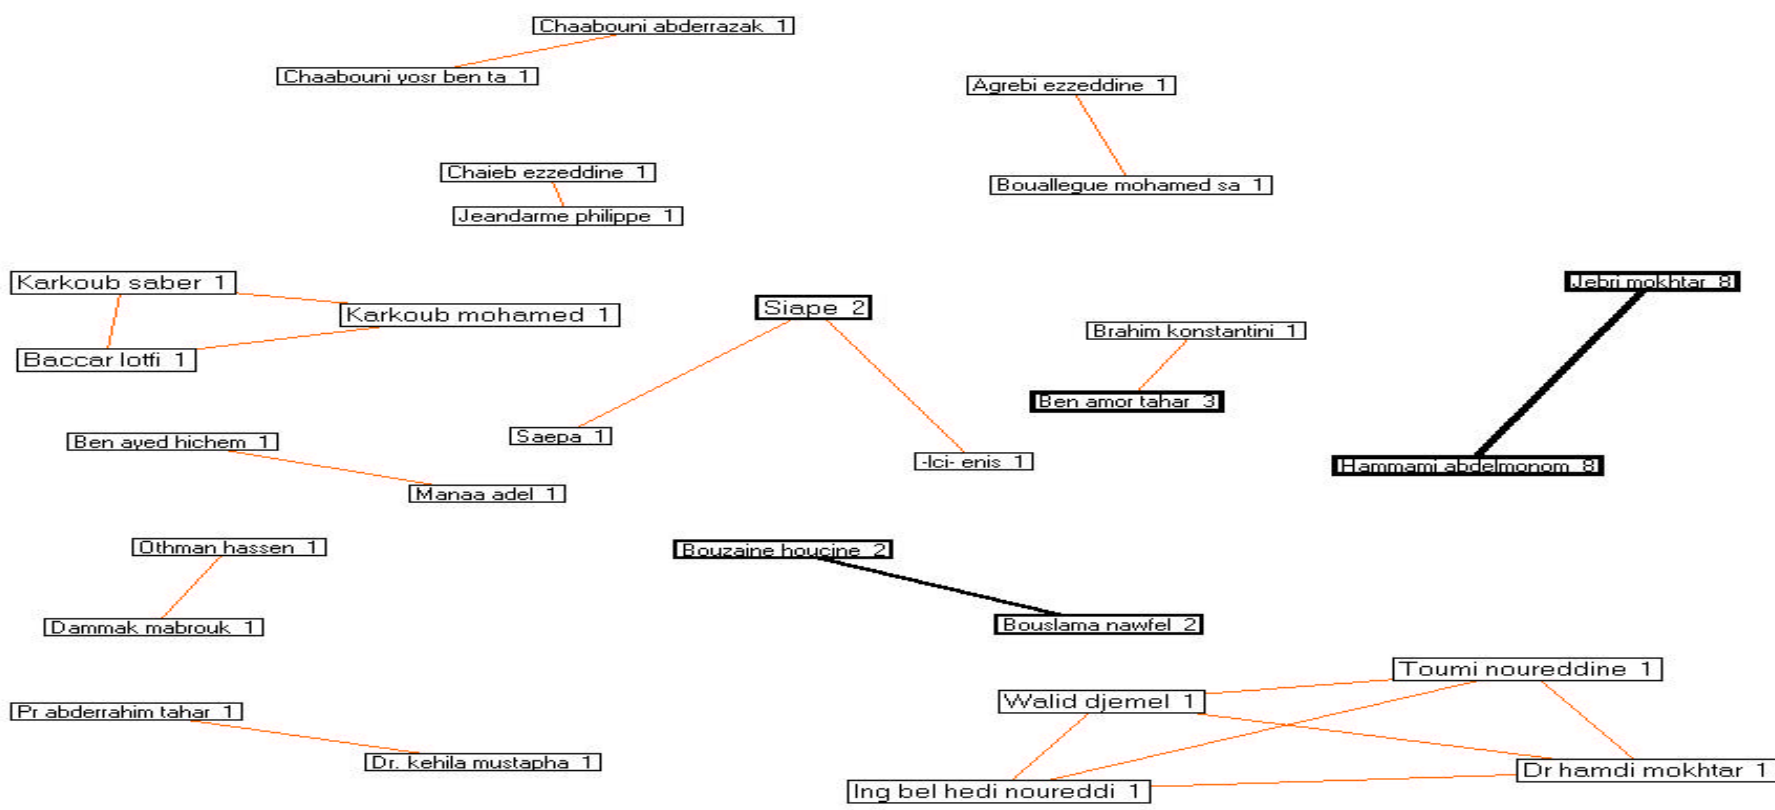 Chaabouni abderrazak 1
Chaabouni yosr ben ta 1
Agrebi ezzeddine 1
Chaieb ezzeddine 1
Bouallegue mohamed sa 1
Jeandarme philippe 1
Karkoub saber 1
Jebri mokhtar 8
Siape 2
Karkoub mohamed 1
Brahim konstantini 1
Baccar lotfi 1
Ben amor tahar 3
Saepa 1
Ben ayed hichem 1
-Ici- enis 1
Hammami abdelmonom 8
Manaa adel 1
Othman hassen 1
Bouzaine houcine 2
Bouslama nawfel 2
Dammak mabrouk 1
Toumi noureddine 1
Walid djemel 1
Pr abderrahim tahar 1
Dr. kehila mustapha 1
Dr hamdi mokhtar 1
Ing bel hedi noureddi 1